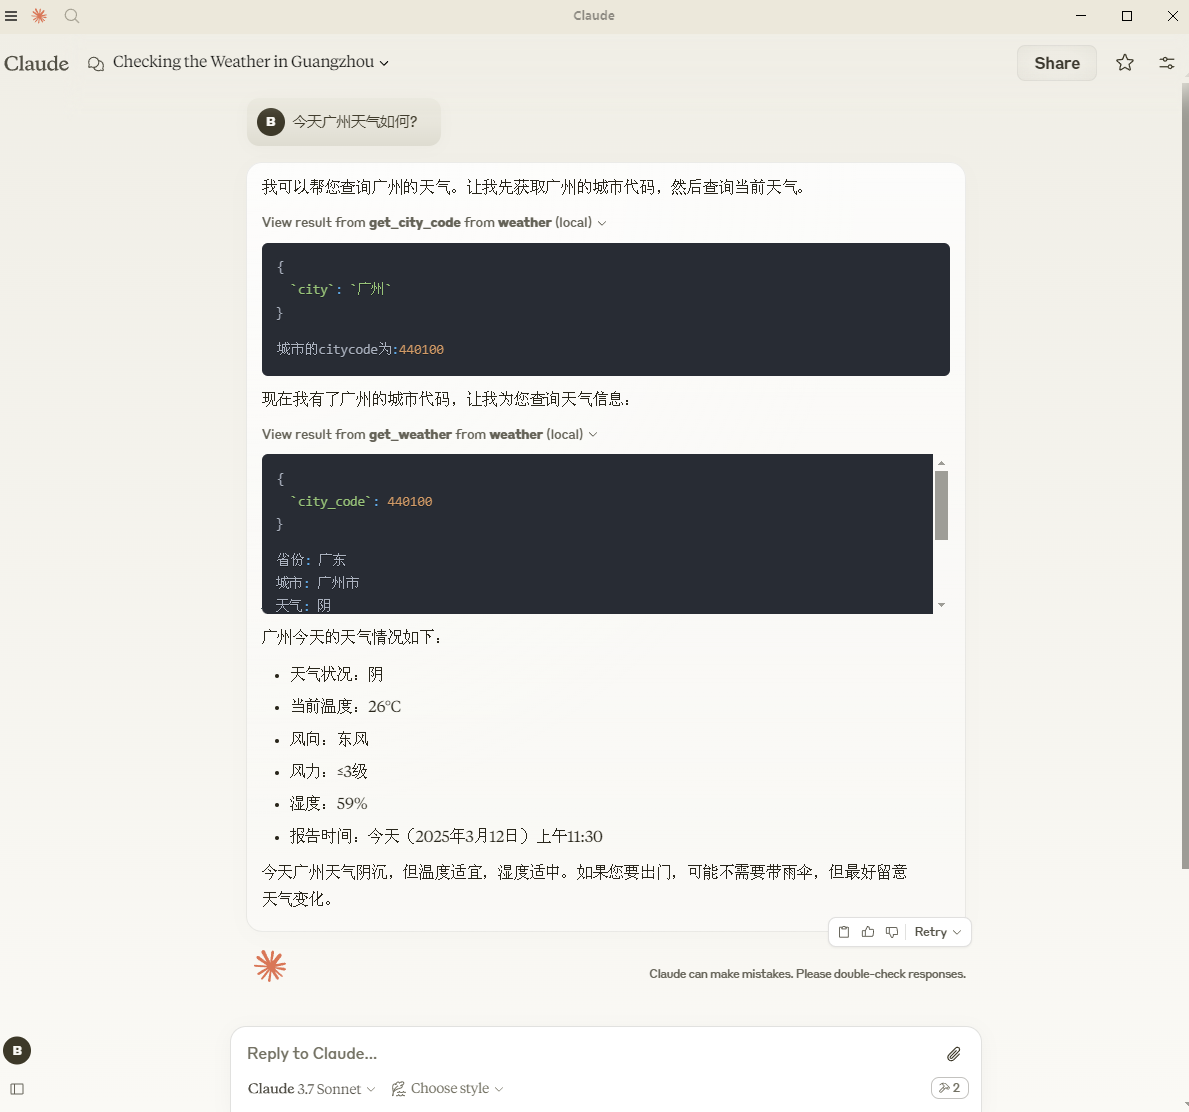 Claude
Claude
Checking the Weather in Guangzhou
Share
B
今天广州天气如何?
我可以帮您查询广州的天气。让我先获取广州的城市代码，然后查询当前天气。
View result from get_city_code from weather (local)
{
`city`: `广州`
}
城市的citycode为:440100
现在我有了广州的城市代码，让我为您查询天气信息：
View result from get_weather from weather (local)
{
`city_code`: 440100
}
省份: 广东
城市: 广州市
天气: 阴
广州今天的天气情况如下：
• 天气状况：阴
• 当前温度：26°C
• 风向：东风
• 风力：≤3级
• 湿度：59%
• 报告时间：今天（2025年3月12日）上午11:30
今天广州天气阴沉，但温度适宜，湿度适中。如果您要出门，可能不需要带雨伞，但最好留意
天气变化。
Retry
Claude can make mistakes. Please double-check responses.
B
Reply to Claude...
Claude 3.7 Sonnet
Choose style
2